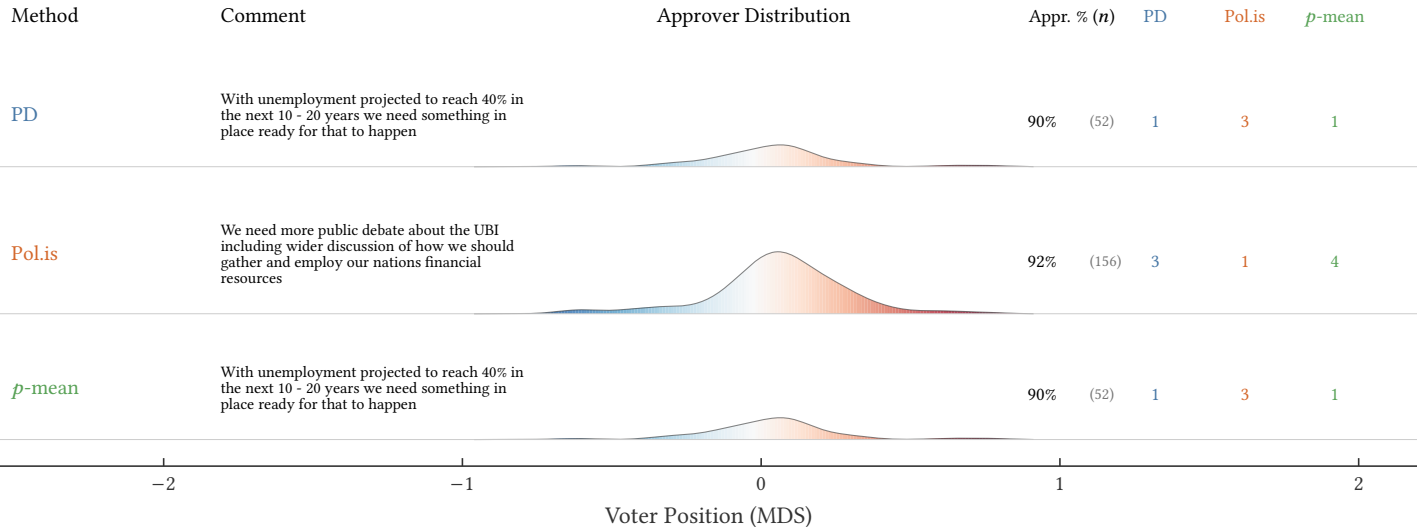 Method Comment Approver Distribution Appr. % (n) PD Pol.is p-mean
With unemployment projected to reach 40% in
the next 10 - 20 years we need something in
place ready for that to happen
PD 90% (52) 1 3 1
We need more public debate about the UBI
including wider discussion of how we should
gather and employ our nations financial
resources
Pol.is 92% (156) 3 1 4
With unemployment projected to reach 40% in
the next 10 - 20 years we need something in
place ready for that to happen
p-mean 90% (52) 1 3 1
−2 −1 0 1 2
Voter Position (MDS)